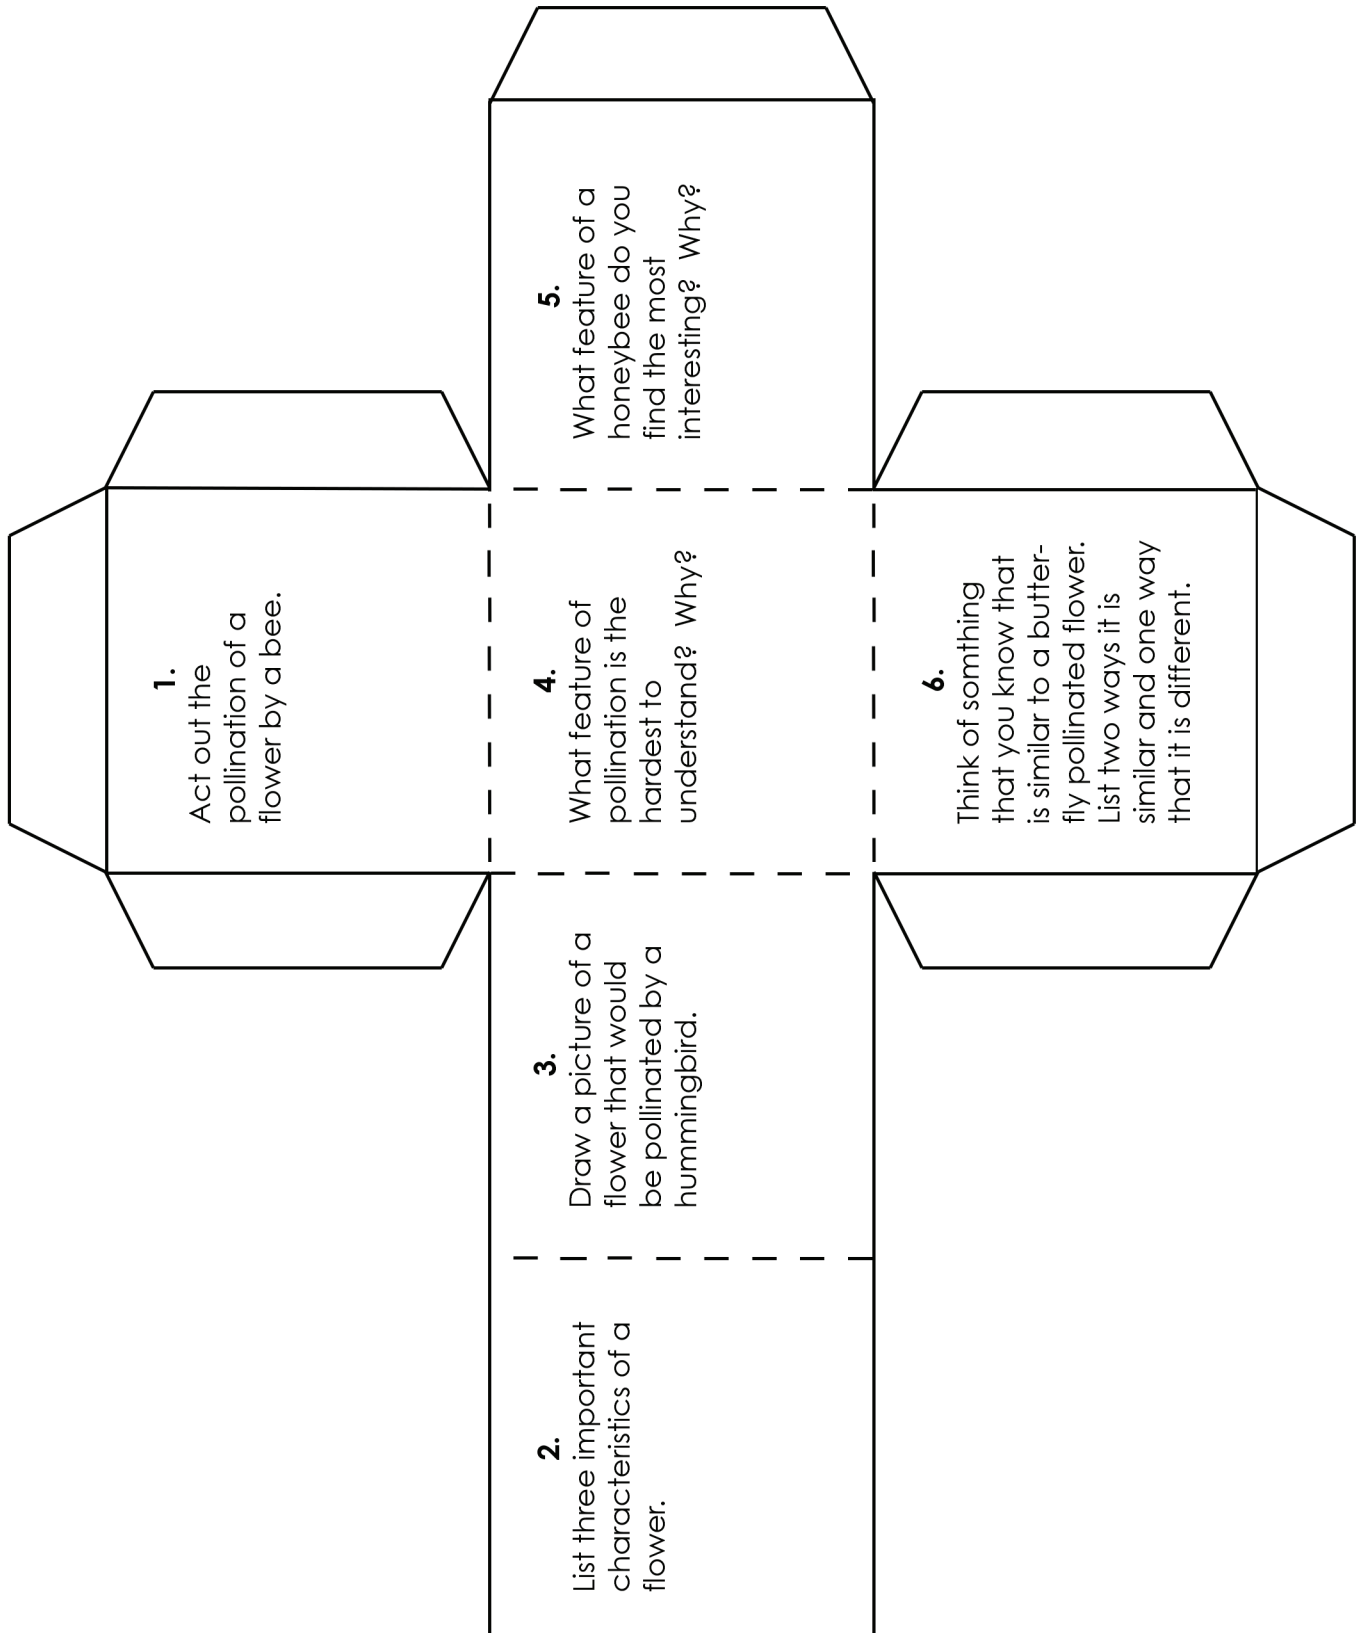 1.
Act out the
pollination of a
flower by a bee.
2.
List three important
characteristics of a
flower.
3.
Draw a picture of a
flower that would
be pollinated by a
hummingbird.
4.
What feature of
pollination is the
hardest to
understand?  Why?
5.
What feature of a
honeybee do you
find the most
interesting?  Why?
6.
Think of somthing
that you know that
is similar to a butter-
fly pollinated flower.
List two ways it is
similar and one way
that it is different.